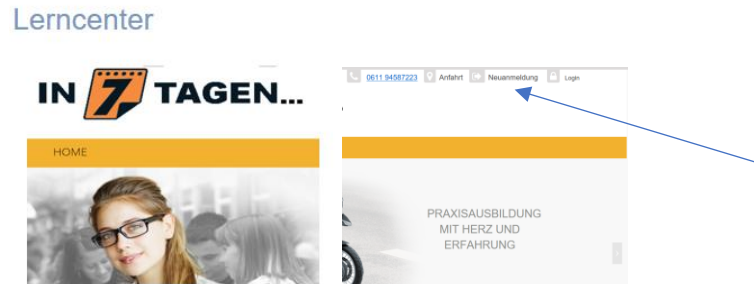 Lerncenter
IN 7 TAGEN...
HOME
0611 94587223 Anfahrt Neuanmeldung Login
PRAXISAUSBILDUNG
MIT HERZ UND
ERFAHRUNG